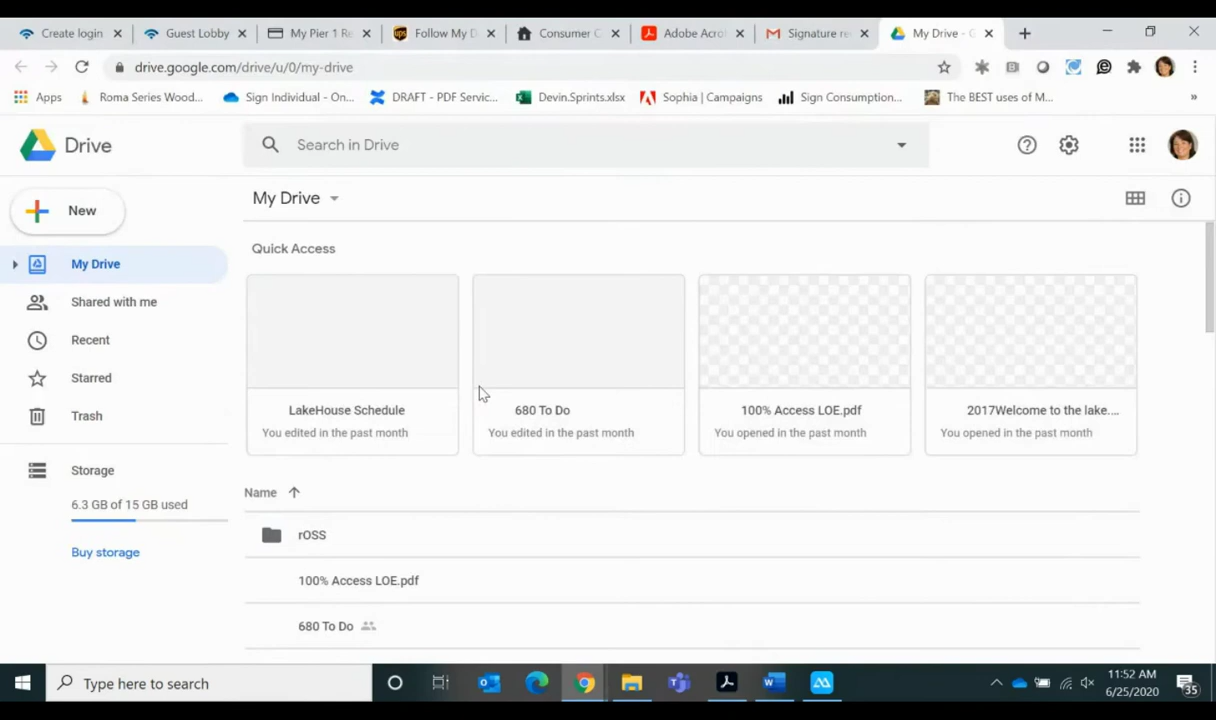 Create login
Guest Lobby
My Pier 1 Re
Follow My D
Consumer C
Adobe Acro
Signature re
My Drive - G
drive.google.com/drive/u/0/my-drive
Apps
Roma Series Wood...
Sign Individual - On...
DRAFT - PDF Servic...
Devin.Sprints.xlsx
Sophia | Campaigns
Sign Consumption...
The BEST uses of M...
»
Drive
Search in Drive
New
My Drive
My Drive
Shared with me
Recent
Starred
Trash
Storage
6.3 GB of 15 GB used
Buy storage
Quick Access
LakeHouse Schedule
You edited in the past month
680 To Do
You edited in the past month
100% Access LOE.pdf
You opened in the past month
2017Welcome to the lake....
You opened in the past month
Name
rOSS
100% Access LOE.pdf
680 To Do
Type here to search
11:52 AM
6/25/2020
35